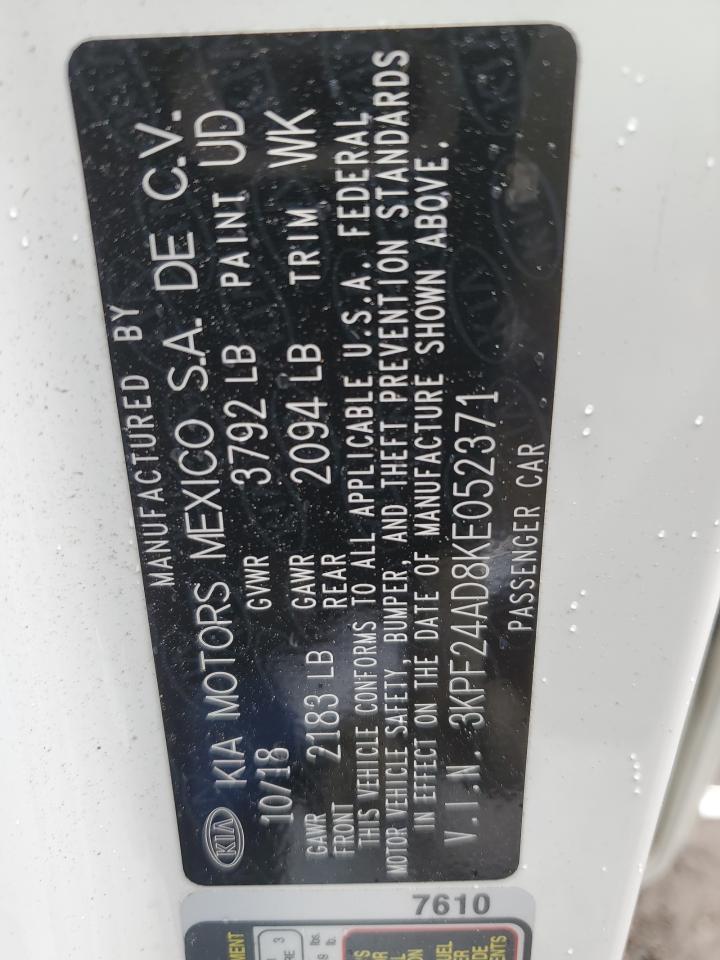 MANUFACTURED BY
KIA KIA MOTORS MEXICO S.A. DE C.V.
10/18 GVWR 3792 LB PAINT UD
GAWR FRONT 2183 LB GAWR REAR 2094 LB TRIM WK
THIS VEHICLE CONFORMS TO ALL APPLICABLE U.S.A. FEDERAL
MOTOR VEHICLE SAFETY, BUMPER, AND THEFT PREVENTION STANDARDS
IN EFFECT ON THE DATE OF MANUFACTURE SHOWN ABOVE.
V.I.N. 3KPF24AD8KE052371
PASSENGER CAR
7610